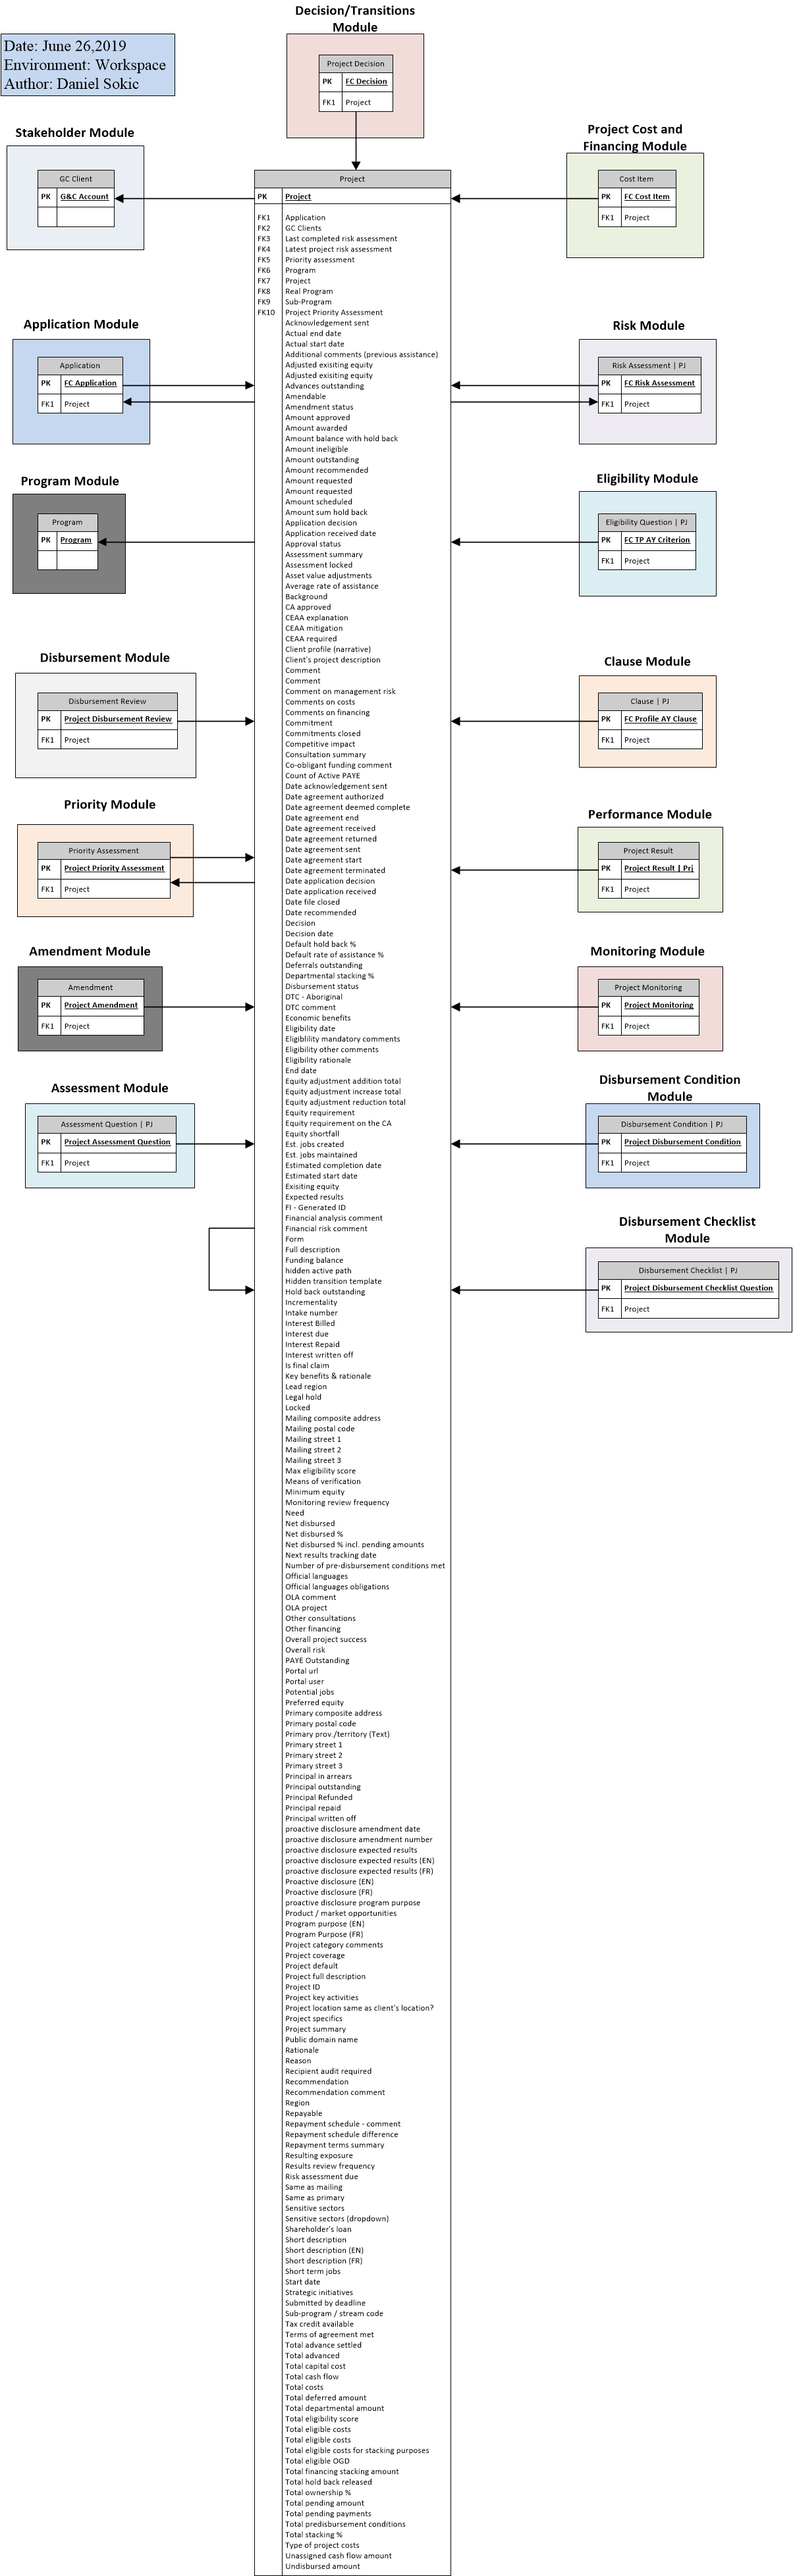 Decision/Transitions
Module
Date: June 26,2019
Environment: Workspace
Author: Daniel Sokic
Project Decision
PK FC Decision
FK1 Project
Stakeholder Module
GC Client
PK G&C Account
Project Cost and
Financing Module
Cost Item
PK FC Cost Item
FK1 Project
Application Module
Application
PK FC Application
FK1 Project
Risk Module
Risk Assessment | PJ
PK FC Risk Assessment
FK1 Project
Program Module
Program
PK Program
Eligibility Module
Eligibility Question | PJ
PK FC TP AY Criterion
FK1 Project
Disbursement Module
Disbursement Review
PK Project Disbursement Review
FK1 Project
Clause Module
Clause | PJ
PK FC Profile AY Clause
FK1 Project
Priority Module
Priority Assessment
PK Project Priority Assessment
FK1 Project
Performance Module
Project Result
PK Project Result | Prj
FK1 Project
Amendment Module
Amendment
PK Project Amendment
FK1 Project
Monitoring Module
Project Monitoring
PK Project Monitoring
FK1 Project
Assessment Module
Assessment Question | PJ
PK Project Assessment Question
FK1 Project
Disbursement Condition
Module
Disbursement Condition | PJ
PK Project Disbursement Condition
FK1 Project
Disbursement Checklist
Module
Disbursement Checklist | PJ
PK Project Disbursement Checklist Question
FK1 Project
Project
PK Project
FK1 Application
FK2 GC Clients
FK3 Last completed risk assessment
FK4 Latest project risk assessment
FK5 Priority assessment
FK6 Program
FK7 Project
FK8 Real Program
FK9 Sub-Program
FK10 Project Priority Assessment
Acknowledgement sent
Actual end date
Actual start date
Additional comments (previous assistance)
Adjusted exisiting equity
Adjusted exisiting equity
Advances outstanding
Amendable
Amendment status
Amount approved
Amount awarded
Amount balance with hold back
Amount ineligible
Amount outstanding
Amount recommended
Amount requested
Amount requested
Amount scheduled
Amount sum hold back
Application decision
Application received date
Approval status
Assessment summary
Assessment locked
Asset value adjustments
Average rate of assistance
Background
CA approved
CEAA explanation
CEAA mitigation
CEAA required
Client profile (narrative)
Client's project description
Comment
Comment
Comment on management risk
Comments on costs
Comments on financing
Commitment
Commitments closed
Competitive impact
Consultation summary
Co-obligant funding comment
Count of Active PAYE
Date acknowledgement sent
Date agreement authorized
Date agreement deemed complete
Date agreement end
Date agreement received
Date agreement returned
Date agreement sent
Date agreement start
Date agreement terminated
Date application decision
Date application received
Date file closed
Date recommended
Decision
Decision date
Default hold back %
Default rate of assistance %
Deferrals outstanding
Departmental stacking %
Disbursement status
DTC - Aboriginal
DTC comment
Economic benefits
Eligibility date
Eligiblility mandatory comments
Eligibility other comments
Eligibility rationale
End date
Equity adjustment addition total
Equity adjustment increase total
Equity adjustment reduction total
Equity requirement
Equity requirement on the CA
Equity shortfall
Est. jobs created
Est. jobs maintained
Estimated completion date
Estimated start date
Exisiting equity
Expected results
FI - Generated ID
Financial analysis comment
Financial risk comment
Form
Full description
Funding balance
hidden active path
Hidden transition template
Hold back outstanding
Incrementality
Intake number
Interest Billed
Interest due
Interest Repaid
Interest written off
Is final claim
Key benefits & rationale
Lead region
Legal hold
Locked
Mailing composite address
Mailing postal code
Mailing street 1
Mailing street 2
Mailing street 3
Max eligibility score
Means of verification
Minimum equity
Monitoring review frequency
Need
Net disbursed
Net disbursed %
Net disbursed % incl. pending amounts
Next results tracking date
Number of pre-disbursement conditions met
Official languages
Official languages obligations
OLA comment
OLA project
Other consultations
Other financing
Overall project success
Overall risk
PAYE Outstanding
Portal url
Portal user
Potential jobs
Preferred equity
Primary composite address
Primary postal code
Primary prov./territory (Text)
Primary street 1
Primary street 2
Primary street 3
Principal in arrears
Principal outstanding
Principal Refunded
Principal repaid
Principal written off
proactive disclosure amendment date
proactive disclosure amendment number
proactive disclosure expected results
proactive disclosure expected results (EN)
proactive disclosure expected results (FR)
Proactive disclosure (EN)
Proactive disclosure (FR)
proactive disclosure program purpose
Product / market opportunities
Program purpose (EN)
Program Purpose (FR)
Project category comments
Project coverage
Project default
Project full description
Project ID
Project key activities
Project location same as client's location?
Project specifics
Project summary
Public domain name
Rationale
Reason
Recipient audit required
Recommendation
Recommendation comment
Region
Repayable
Repayment schedule - comment
Repayment schedule difference
Repayment terms summary
Resulting exposure
Results review frequency
Risk assessment due
Same as mailing
Same as primary
Sensitive sectors
Sensitive sectors (dropdown)
Shareholder's loan
Short description
Short description (EN)
Short description (FR)
Short term jobs
Start date
Strategic initiatives
Submitted by deadline
Sub-program / stream code
Tax credit available
Terms of agreement met
Total advance settled
Total advanced
Total capital cost
Total cash flow
Total costs
Total deferred amount
Total departmental amount
Total eligibility score
Total eligible costs
Total eligible costs
Total eligible costs for stacking purposes
Total eligible OGD
Total financing stacking amount
Total hold back released
Total ownership %
Total pending amount
Total pending payments
Total predisbursement conditions
Total stacking %
Type of project costs
Unassigned cash flow amount
Undisbursed amount